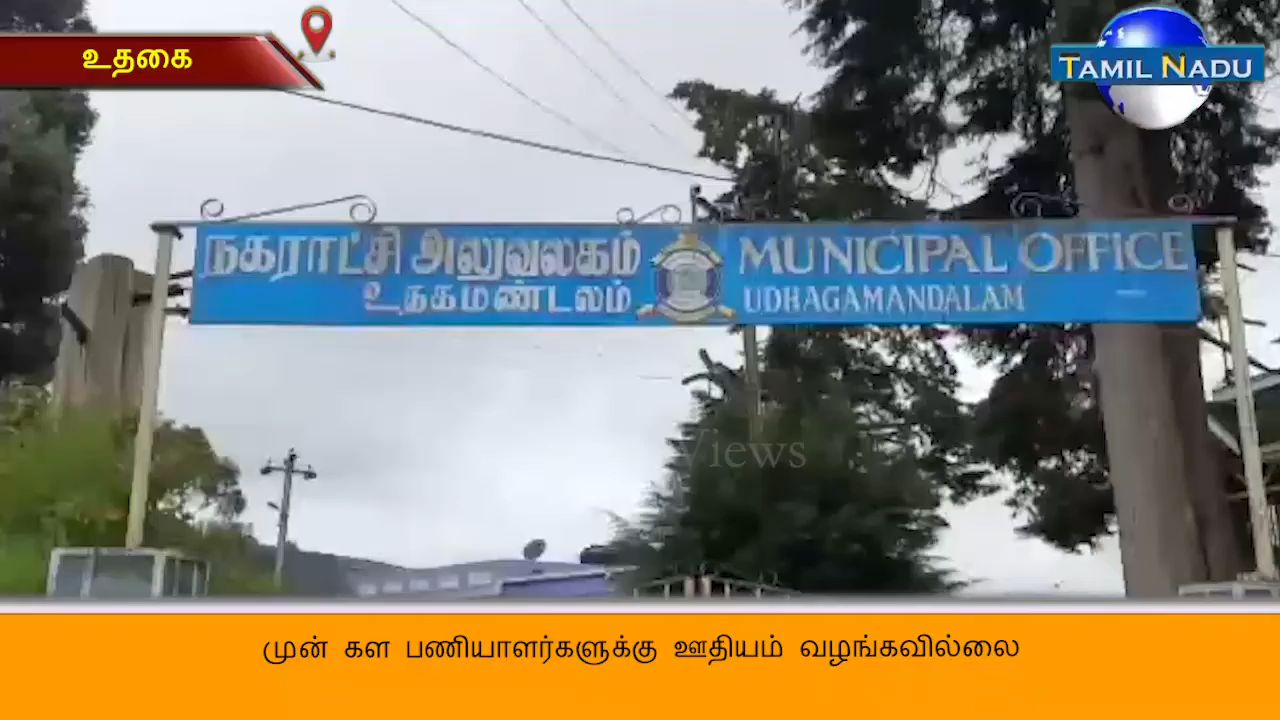 உதகை
TAMIL NADU
நகராட்சி அலுவலகம்
உதகமண்டலம்
MUNICIPAL OFFICE
UDHAGAMANDALAM
Views
முன் கள பணியாளர்களுக்கு ஊதியம் வழங்கவில்லை